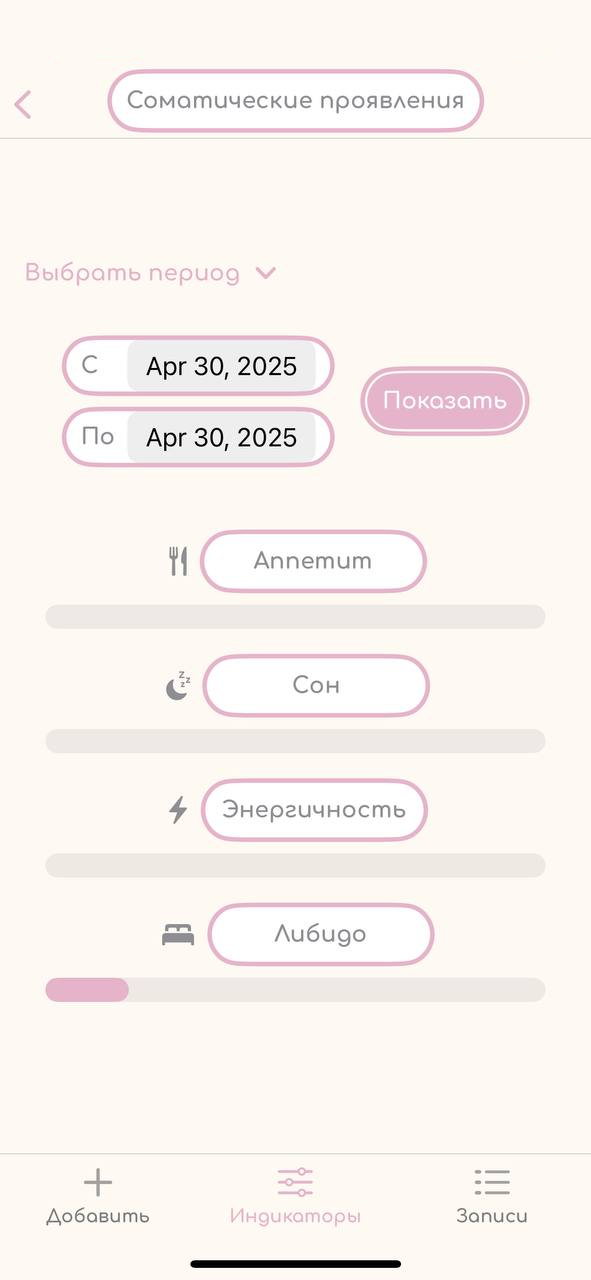 Соматические проявления
Выбрать период
С Apr 30, 2025
По Apr 30, 2025
Показать
Аппетит
Сон
Энергичность
Либидо
Добавить Индикаторы Записи